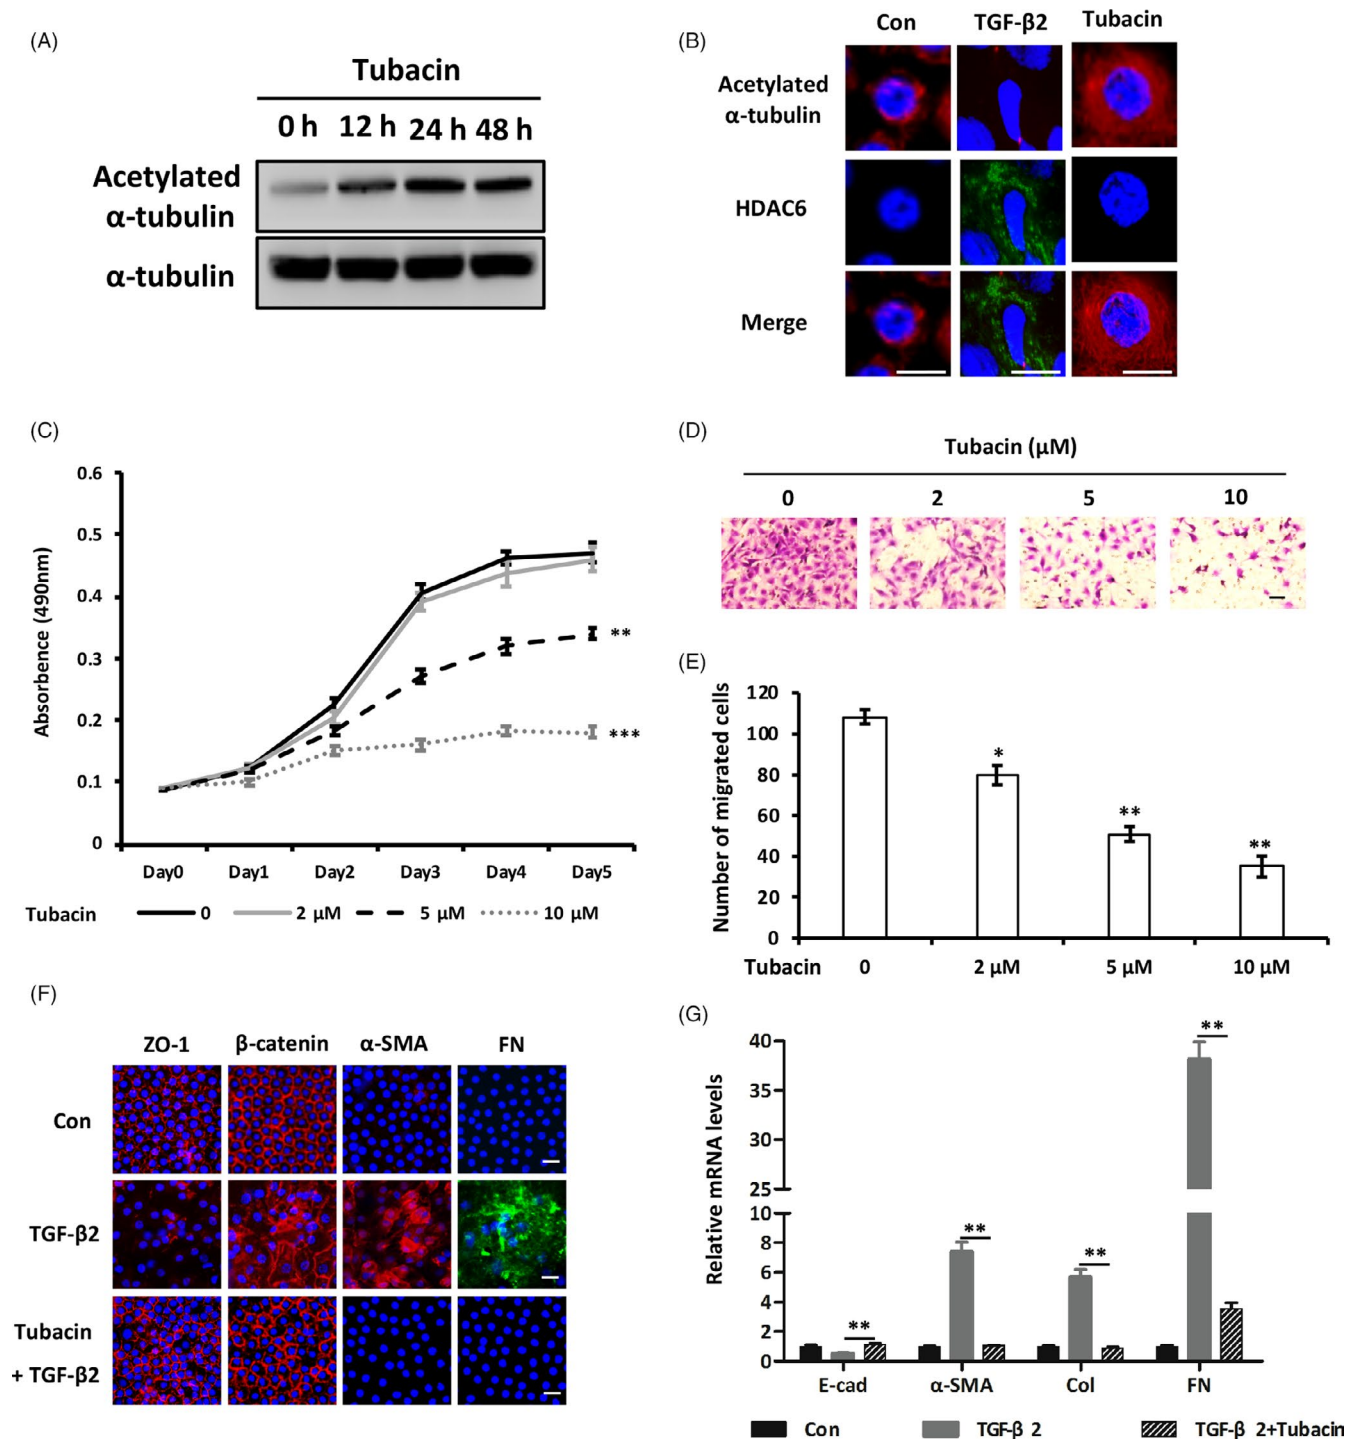 (A)
Tubacin
0 h 12 h 24 h 48 h
Acetylated
α-tubulin
α-tubulin
(B)
Con TGF-β2 Tubacin
Acetylated
α-tubulin
HDAC6
Merge
(C)
Absorbence (490nm)
0.6
0.5
0.4
0.3
0.2
0.1
0
**
***
Day0 Day1 Day2 Day3 Day4 Day5
Tubacin 0 2 μM 5 μM 10 μM
(D)
Tubacin (μM)
0 2 5 10
(E)
Number of migrated cells
120
100
80
60
40
20
0
*
**
**
Tubacin 0 2 μM 5 μM 10 μM
(F)
ZO-1 β-catenin α-SMA FN
Con
TGF-β2
Tubacin
+ TGF-β2
(G)
Relative mRNA levels
40
38
40
30
25
10
8
6
4
2
0
**
**
**
**
E-cad α-SMA Col FN
Con TGF-β 2 TGF-β 2+Tubacin